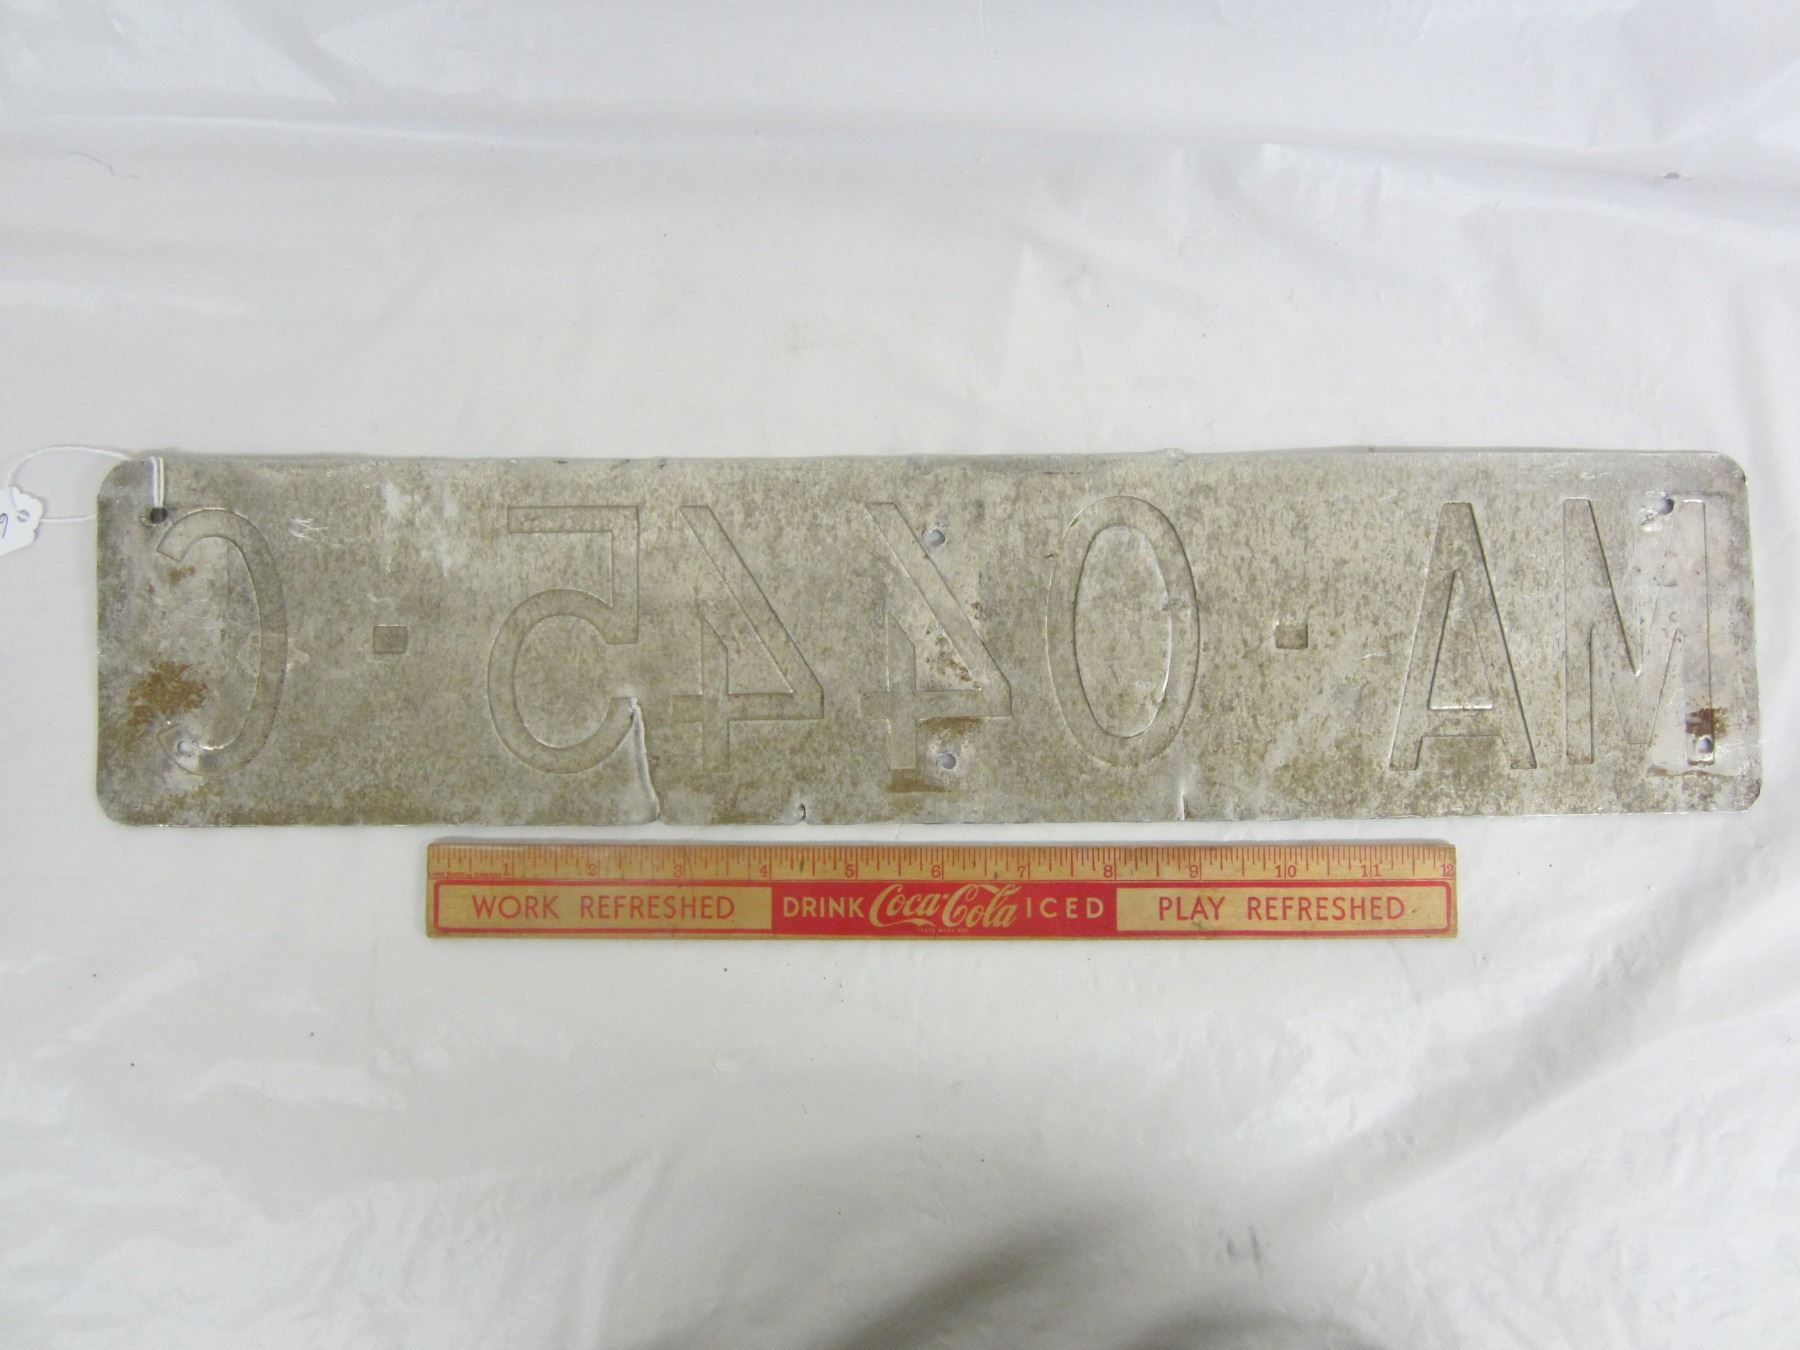 MA-0445-C
1 2 3 4 5 6 7 8 9 10 11 12
WORK REFRESHED DRINK Coca-Cola ICED PLAY REFRESHED